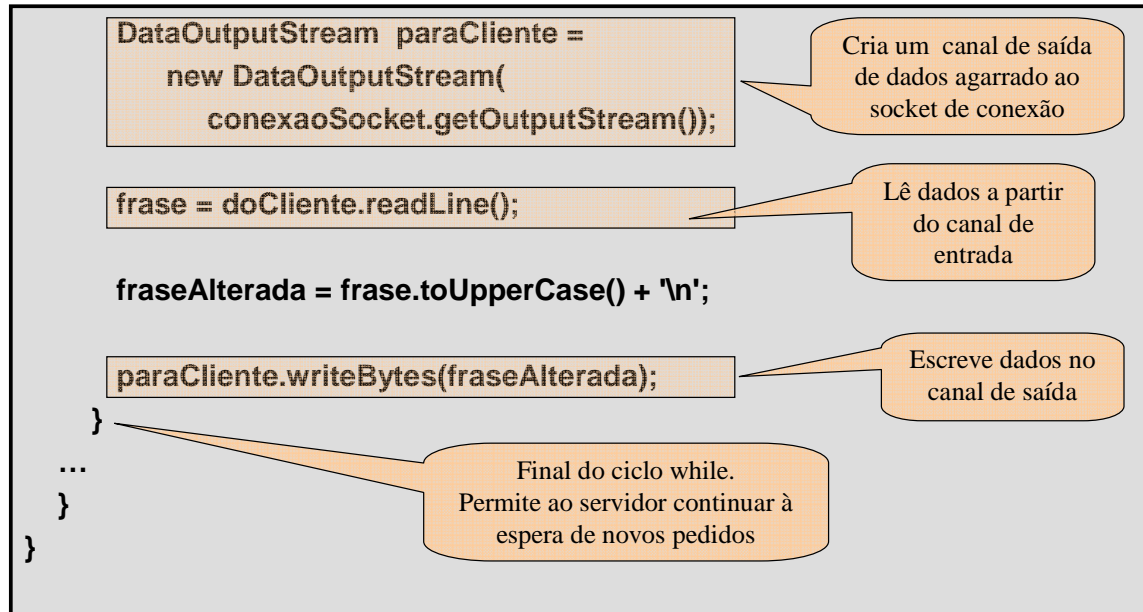 DataOutputStream paraCliente =
new DataOutputStream(
conexaoSocket.getOutputStream());
Cria um canal de saída
de dados agarrado ao
socket de conexão
frase = doCliente.readLine();
Lê dados a partir
do canal de
entrada
fraseAlterada = frase.toUpperCase() + '\n';
paraCliente.writeBytes(fraseAlterada);
Escreve dados no
canal de saída
}
Final do ciclo while.
Permite ao servidor continuar à
espera de novos pedidos
…
}
}